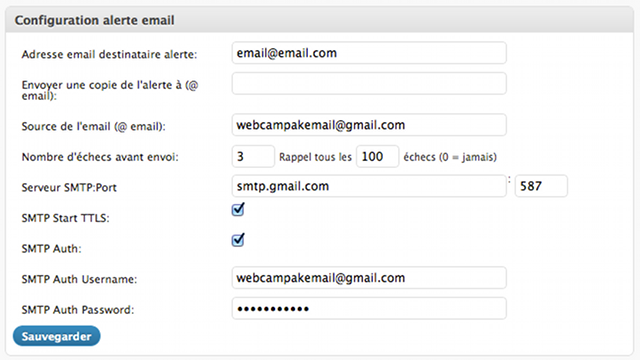 Configuration alerte email
Adresse email destinataire alerte: email@email.com
Envoyer une copie de l'alerte à (@
email):
Source de l'email (@ email): webcampakemail@gmail.com
Nombre d'échecs avant envoi: 3 Rappel tous les 100 échecs (0 = jamais)
Serveur SMTP:Port smtp.gmail.com : 587
SMTP Start TTLS:
SMTP Auth:
SMTP Auth Username: webcampakemail@gmail.com
SMTP Auth Password: •••••••••••
Sauvegarder